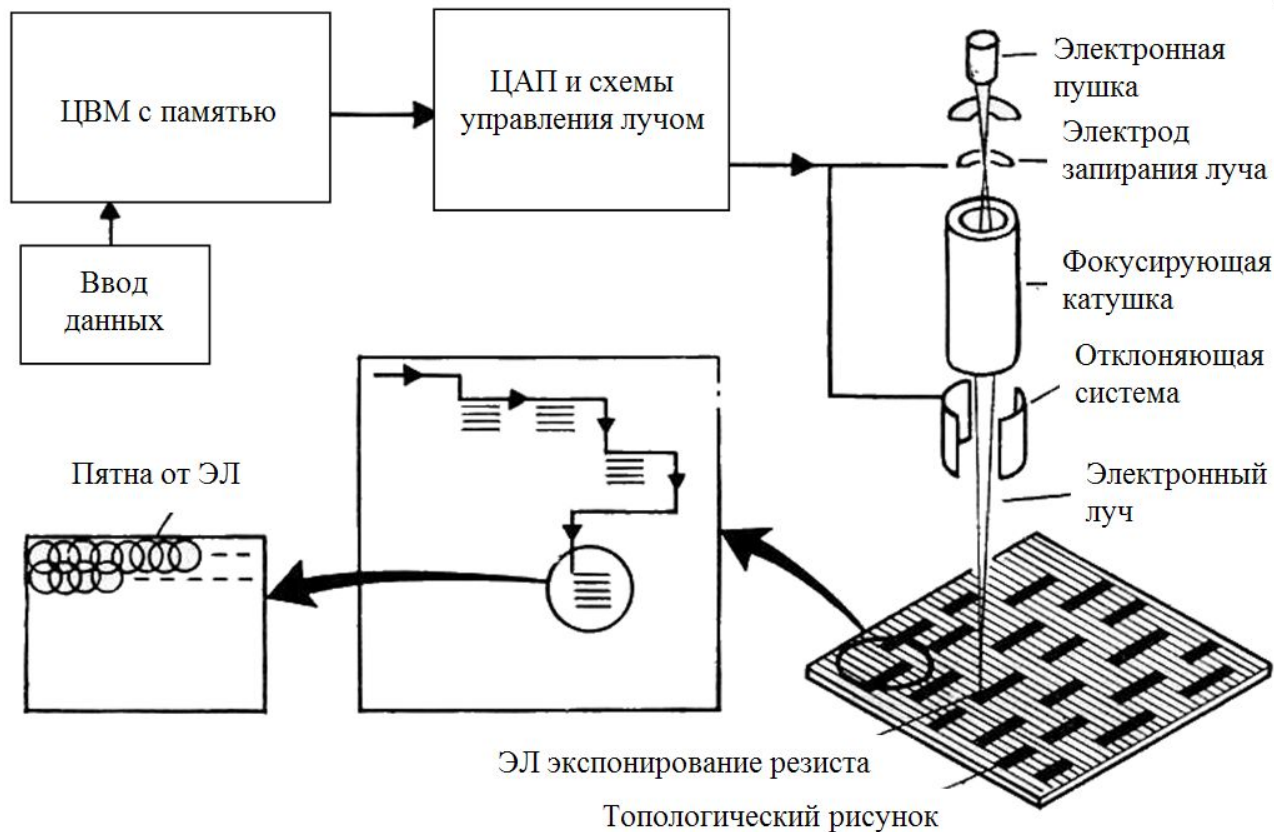 ЦВМ с памятью
ЦАП и схемы
управления лучом
Электронная
пушка
Электрод
запирания луча
Ввод
данных
Фокусирующая
катушка
Отклоняющая
система
Пятна от ЭЛ
Электронный
луч
ЭЛ экспонирование резиста
Топологический рисунок